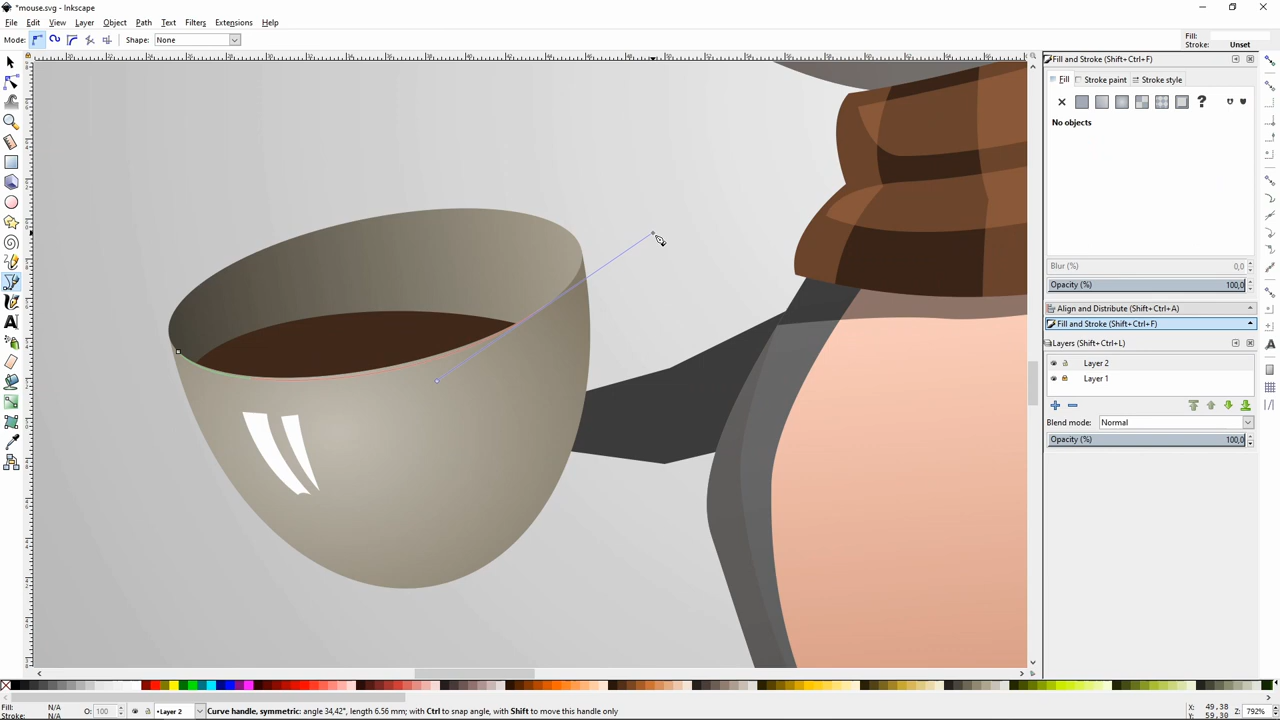 *mouse.svg - Inkscape
File Edit View Layer Object Path Text Filters Extensions Help
Mode: Shape: None
Fill:
Stroke: Unset
Fill and Stroke (Shift+Ctrl+F)
Fill Stroke paint Stroke style
No objects
Blur (%) 0,0
Opacity (%) 100,0
Align and Distribute (Shift+Ctrl+A)
Fill and Stroke (Shift+Ctrl+F)
Layers (Shift+Ctrl+L)
Layer 2
Layer 1
Blend mode: Normal
Opacity (%) 100,0
Fill: N/A
Stroke: N/A
O: 100
Layer 2
Curve handle, symmetric: angle 34,42°, length 6.56 mm; with Ctrl to snap angle, with Shift to move this handle only
X: 49,38
Y: 59,30
Z: 792%